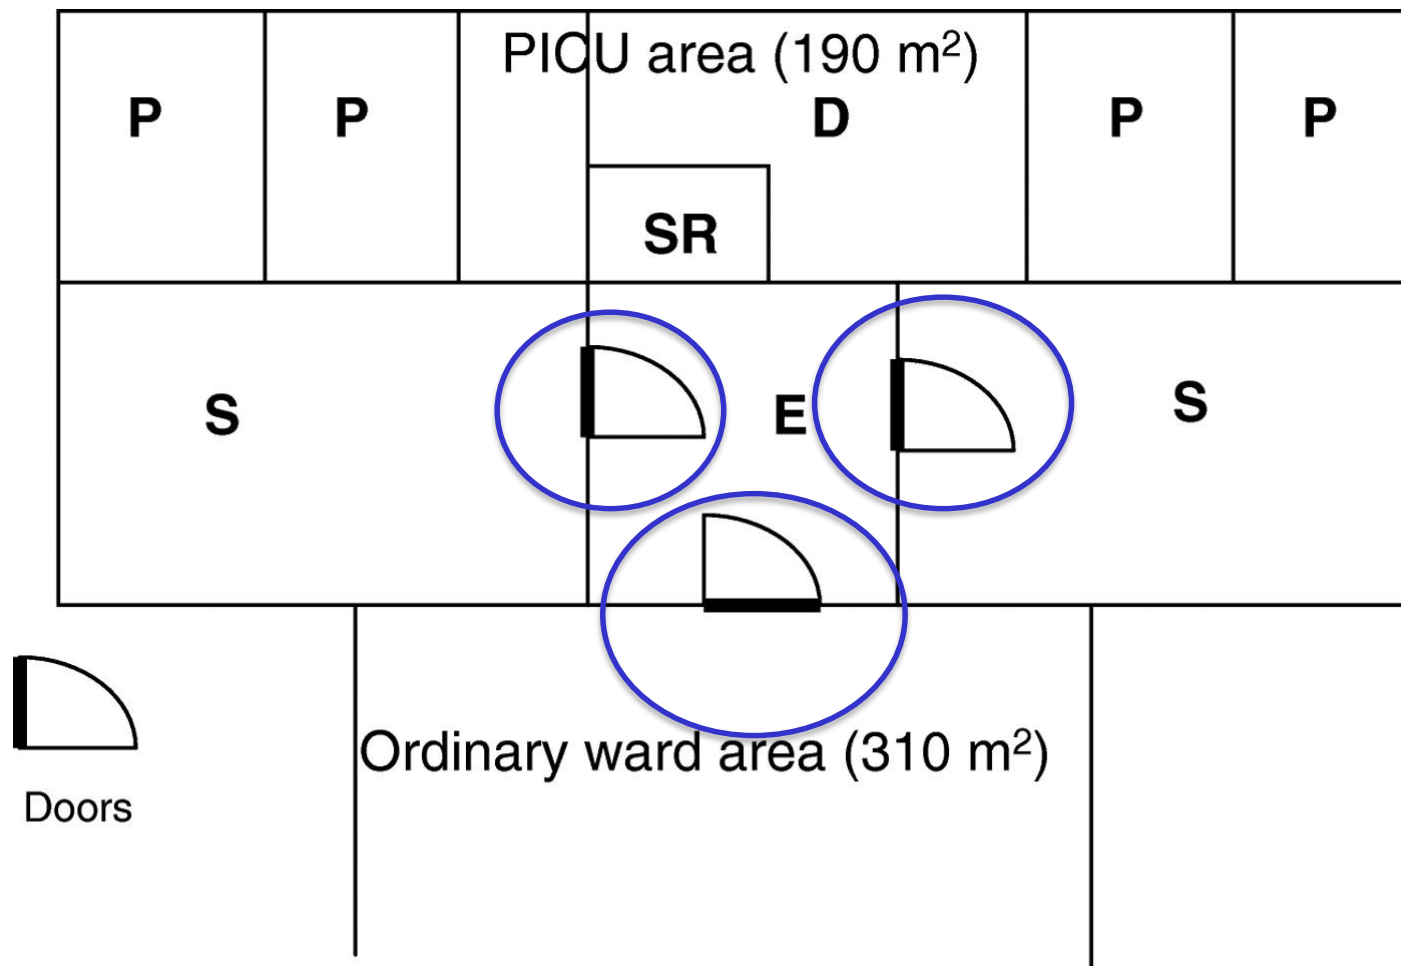 PICU area (190 m²)
P P D P P
SR
S E S
Ordinary ward area (310 m²)
Doors